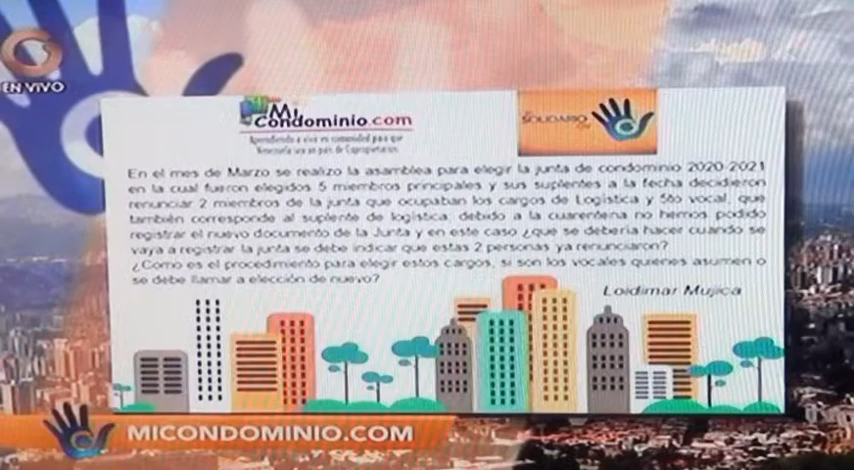 EN VIVO
Mi
Condominio.com
Aprendiendo a vivir en comunidad para que
Venezuela sea un país de Copropietarios
SOLIDARIO
En el mes de Marzo se realizo la asamblea para elegir la junta de condominio 2020-2021
en la cual fueron elegidos 5 miembros principales y sus suplentes a la fecha decidieron
renunciar 2 miembros de la junta que ocupaban los cargos de Logística y 5to vocal, que
también corresponde al suplente de logística, debido a la cuarenteina no hemos podido
registrar el nuevo documento de la Junta y en este caso ¿que se debería hacer cuando se
vaya a registrar la junta se debe indicar que estas 2 personas ya renunciaron?
¿Como es el procedimiento para elegir estos cargos, si son los vocales quienes asumen o
se debe llamar a elección de nuevo?
Loidimar Mujica
MICONDOMINIO.COM